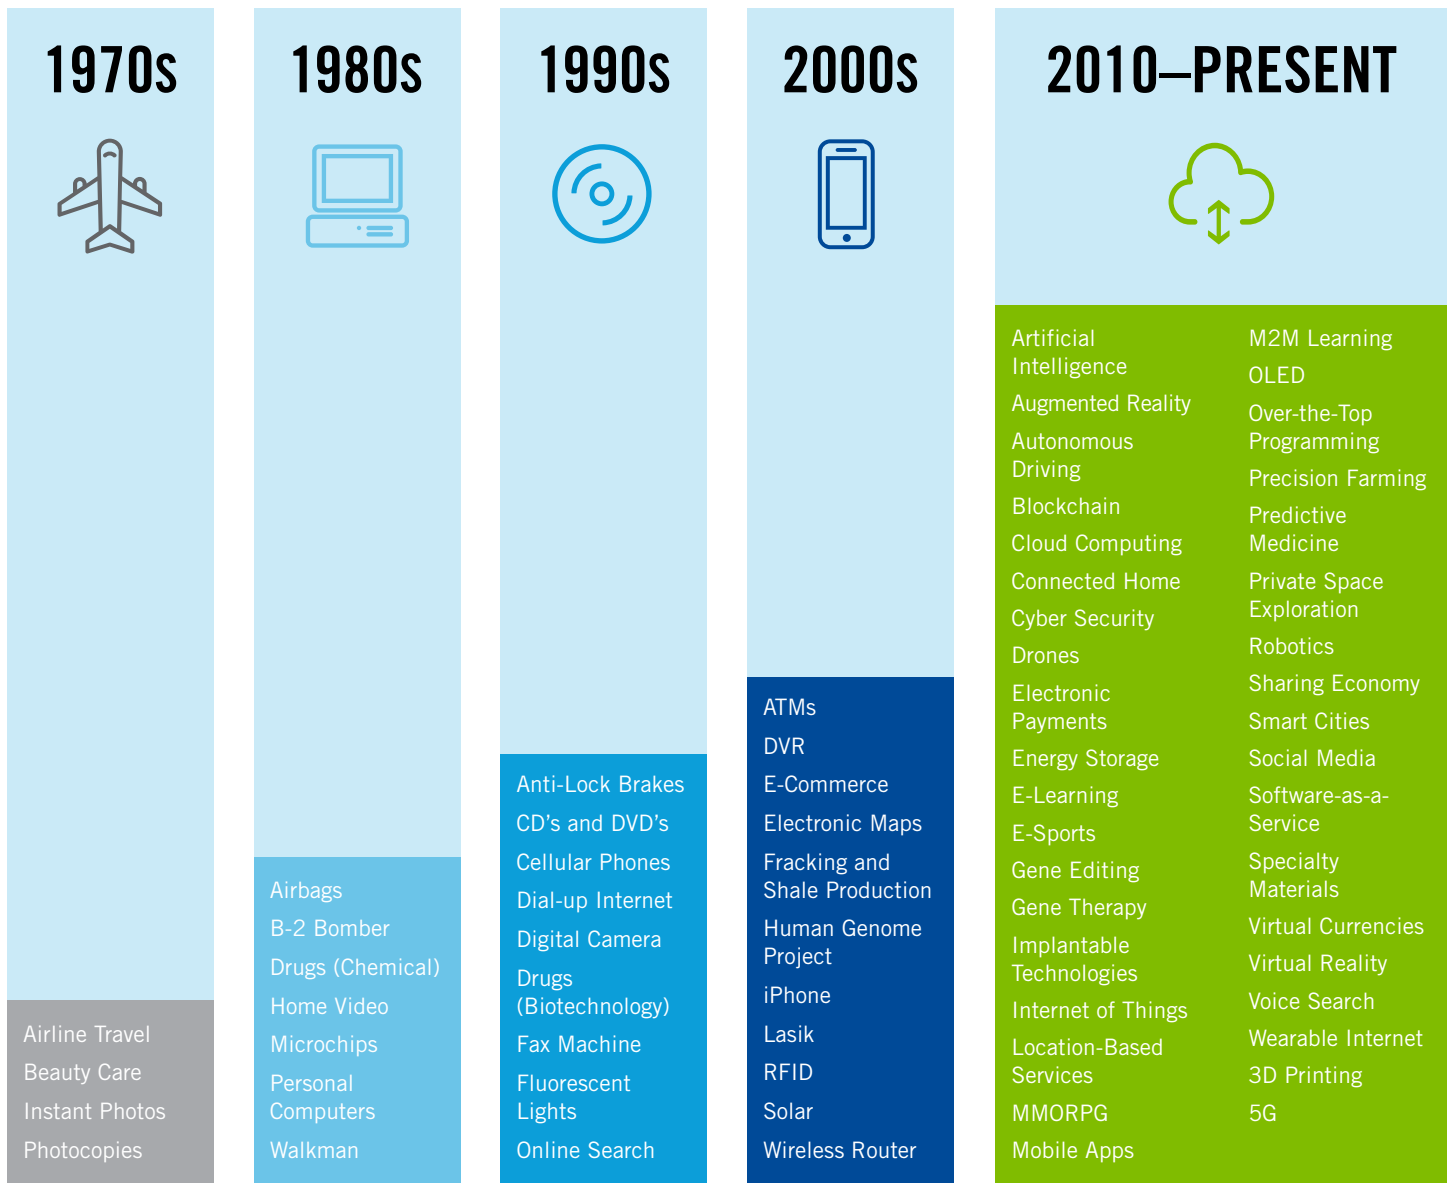 1970s
Airline Travel
Beauty Care
Instant Photos
Photocopies
1980s
Airbags
B-2 Bomber
Drugs (Chemical)
Home Video
Microchips
Personal
Computers
Walkman
1990s
Anti-Lock Brakes
CD’s and DVD’s
Cellular Phones
Dial-up Internet
Digital Camera
Drugs
(Biotechnology)
Fax Machine
Fluorescent
Lights
Online Search
2000s
ATMs
DVR
E-Commerce
Electronic Maps
Fracking and
Shale Production
Human Genome
Project
iPhone
Lasik
RFID
Solar
Wireless Router
2010–PRESENT
Artificial
Intelligence
Augmented Reality
Autonomous
Driving
Blockchain
Cloud Computing
Connected Home
Cyber Security
Drones
Electronic
Payments
Energy Storage
E-Learning
E-Sports
Gene Editing
Gene Therapy
Implantable
Technologies
Internet of Things
Location-Based
Services
MMORPG
Mobile Apps
M2M Learning
OLED
Over-the-Top
Programming
Precision Farming
Predictive
Medicine
Private Space
Exploration
Robotics
Sharing Economy
Smart Cities
Social Media
Software-as-a-
Service
Specialty
Materials
Virtual Currencies
Virtual Reality
Voice Search
Wearable Internet
3D Printing
5G